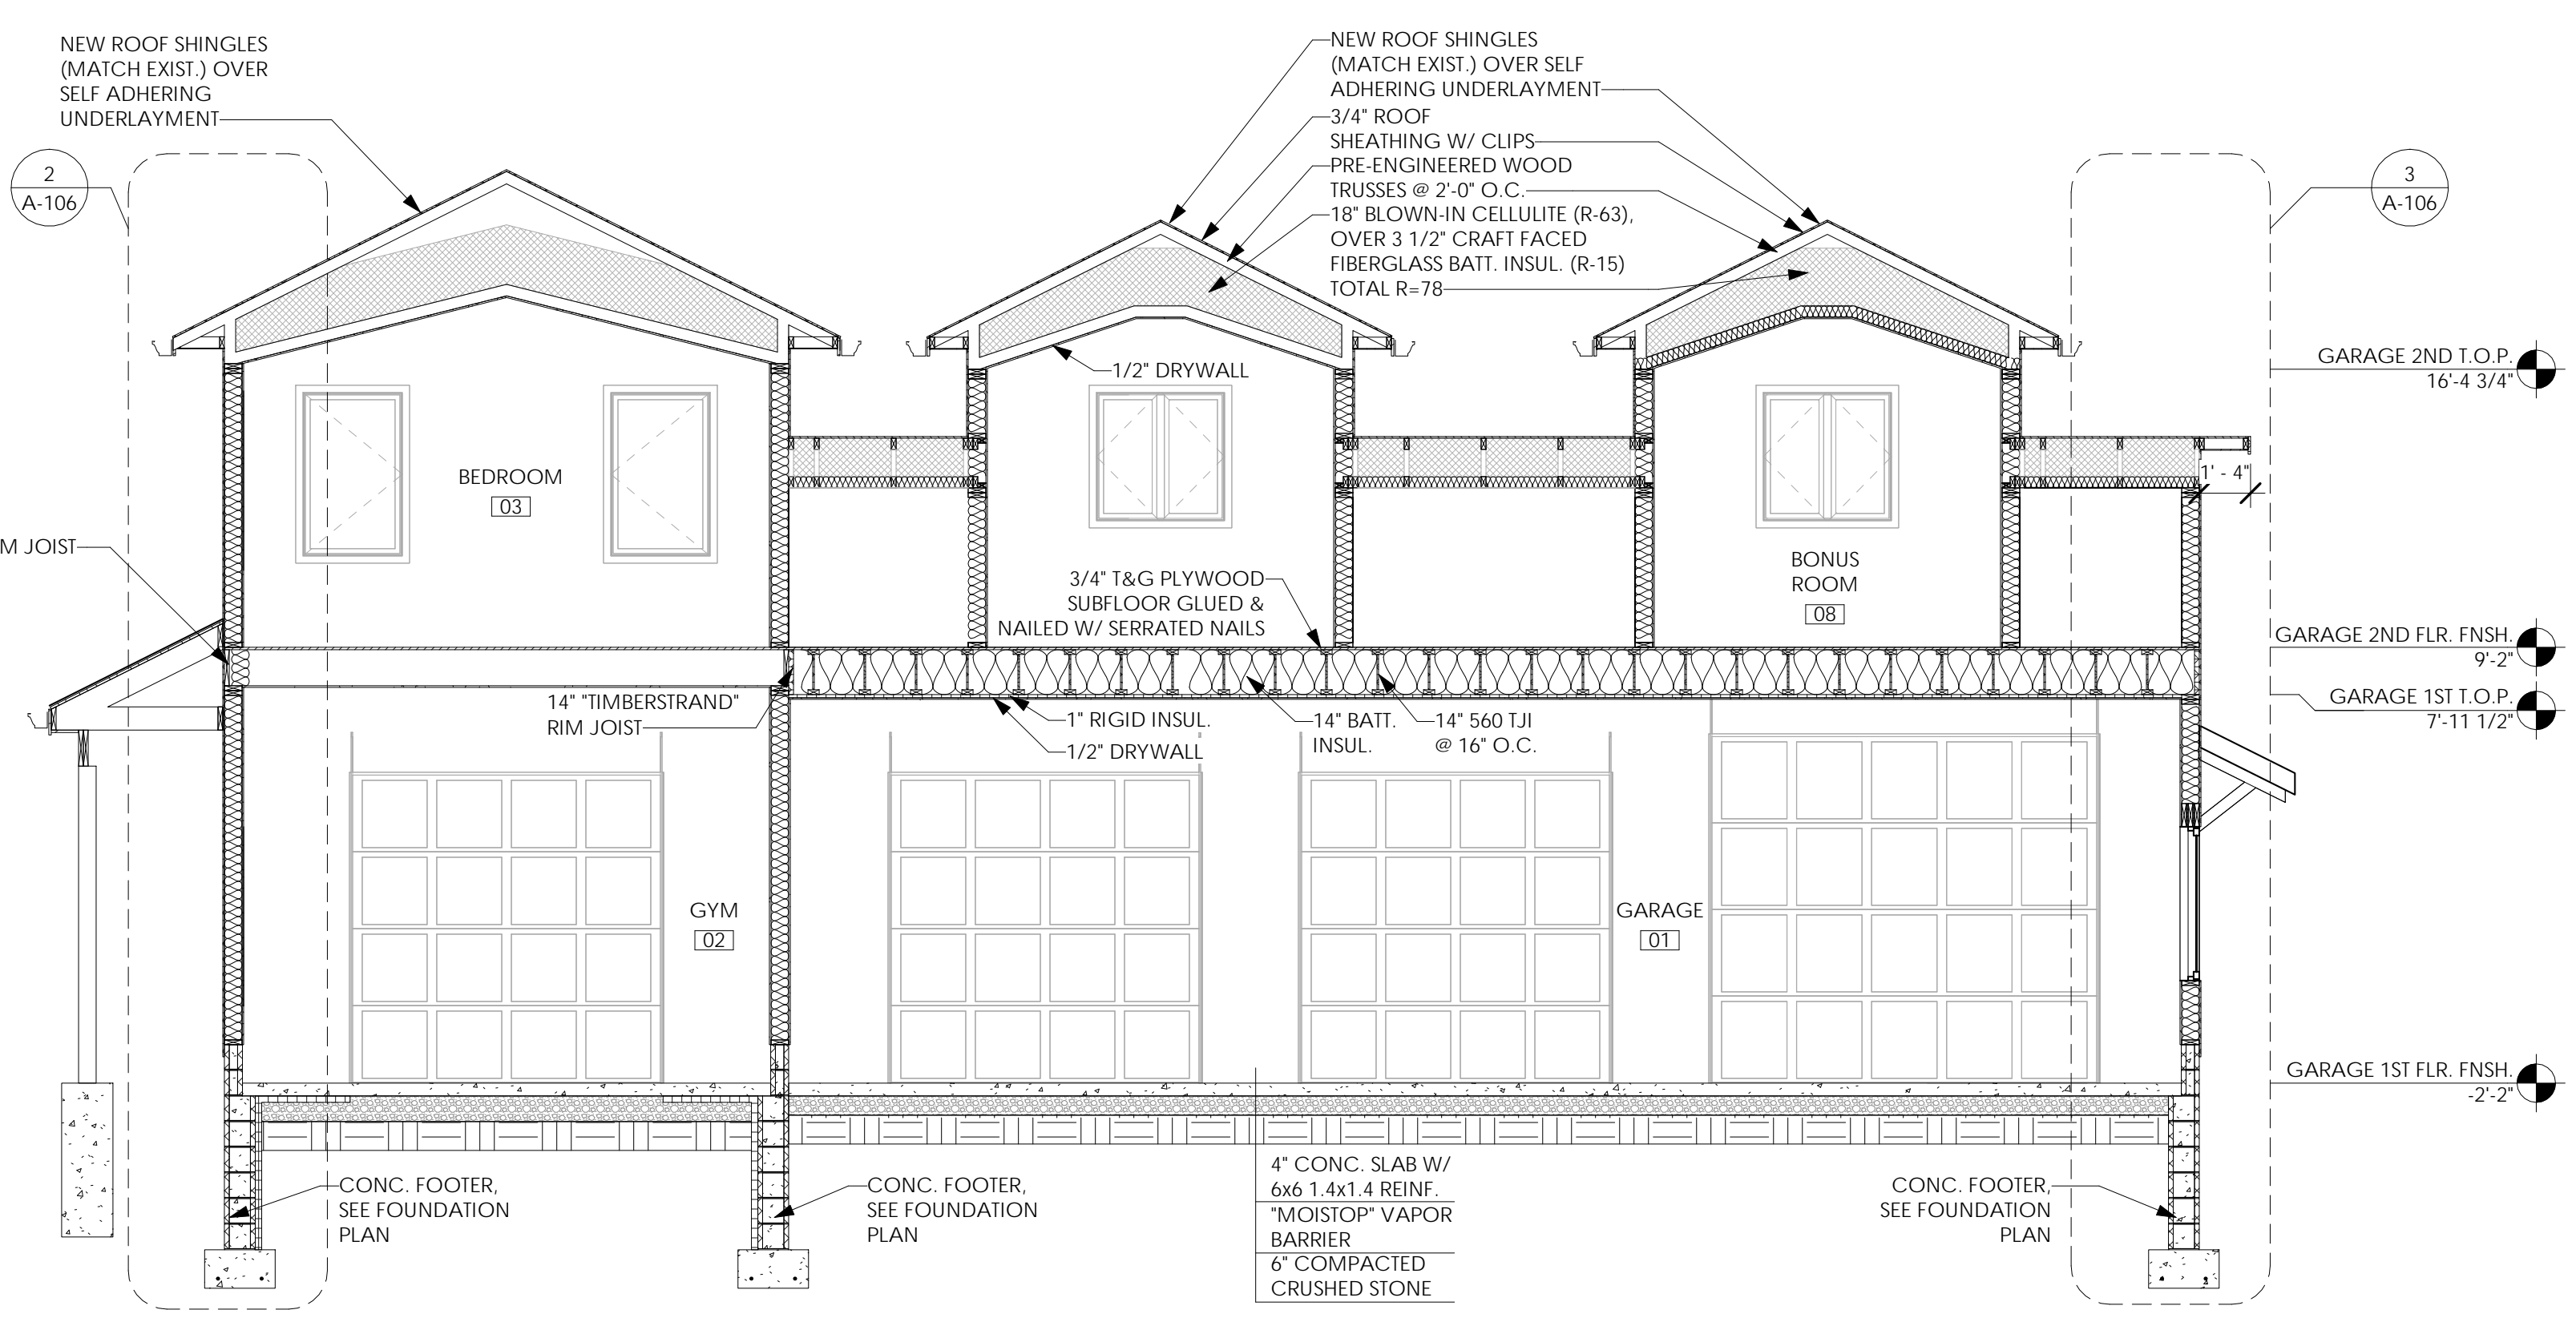 NEW ROOF SHINGLES
(MATCH EXIST.) OVER
SELF ADHERING
UNDERLAYMENT
NEW ROOF SHINGLES
(MATCH EXIST.) OVER SELF
ADHERING UNDERLAYMENT
3/4" ROOF
SHEATHING W/ CLIPS
PRE-ENGINEERED WOOD
TRUSSES @ 2'-0" O.C.
18" BLOWN-IN CELLULITE (R-63),
OVER 3 1/2" CRAFT FACED
FIBERGLASS BATT. INSUL. (R-15)
TOTAL R=78
2
A-106
3
A-106
1/2" DRYWALL
GARAGE 2ND T.O.P.
16'-4 3/4"
BEDROOM
03
1' - 4"
M JOIST
3/4" T&G PLYWOOD
SUBFLOOR GLUED &
NAILED W/ SERRATED NAILS
BONUS
ROOM
08
GARAGE 2ND FLR. FNSH.
9'-2"
GARAGE 1ST T.O.P.
7'-11 1/2"
14" "TIMBERSTRAND"
RIM JOIST
1" RIGID INSUL.
1/2" DRYWALL
14" BATT.
INSUL.
14" 560 TJI
@ 16" O.C.
GYM
02
GARAGE
01
GARAGE 1ST FLR. FNSH.
-2'-2"
CONC. FOOTER,
SEE FOUNDATION
PLAN
CONC. FOOTER,
SEE FOUNDATION
PLAN
4" CONC. SLAB W/
6x6 1.4x1.4 REINF.
"MOISTOP" VAPOR
BARRIER
6" COMPACTED
CRUSHED STONE
CONC. FOOTER,
SEE FOUNDATION
PLAN